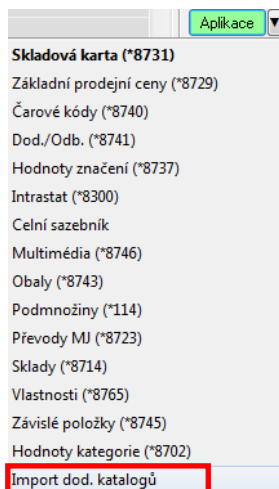 Aplikace
Skladová karta (*8731)
Základní prodejní ceny (*8729)
Čarové kódy (*8740)
Dod./Odb. (*8741)
Hodnoty značení (*8737)
Intrastat (*8300)
Celní sazebník
Multimédia (*8746)
Obaly (*8743)
Podmnožiny (*114)
Převody MJ (*8723)
Sklady (*8714)
Vlastnosti (*8765)
Závislé položky (*8745)
Hodnoty kategorie (*8702)
Import dod. katalogů